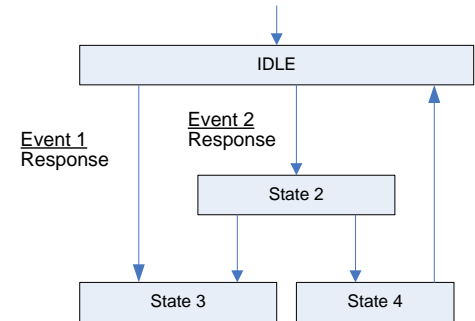 IDLE
Event 1
Response
Event 2
Response
State 2
State 3
State 4